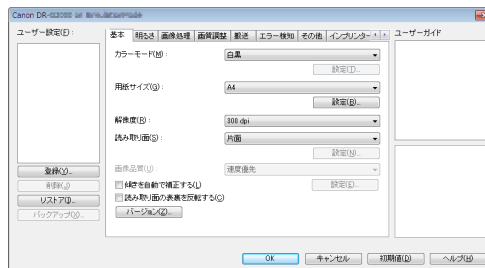 Canon DR-
ユーザー設定(F):
基本 明るさ 画像処理 画質調整 搬送 エラー検知 その他 インプリンター
ユーザーガイド
カラーモード(M):
白黒
設定(T)...
用紙サイズ(G):
A4
設定(B)...
解像度(R):
300 dpi
読み取り面(S):
片面
設定(N)...
画像品質(U):
速度優先
傾きを自動で補正する(L)
設定(E)...
読み取り面の表裏を反転する(C)
バージョン(Z)...
登録(Y)...
削除(J)
リストア(I)...
バックアップ(X)...
OK キャンセル 初期値(D) ヘルプ(H)